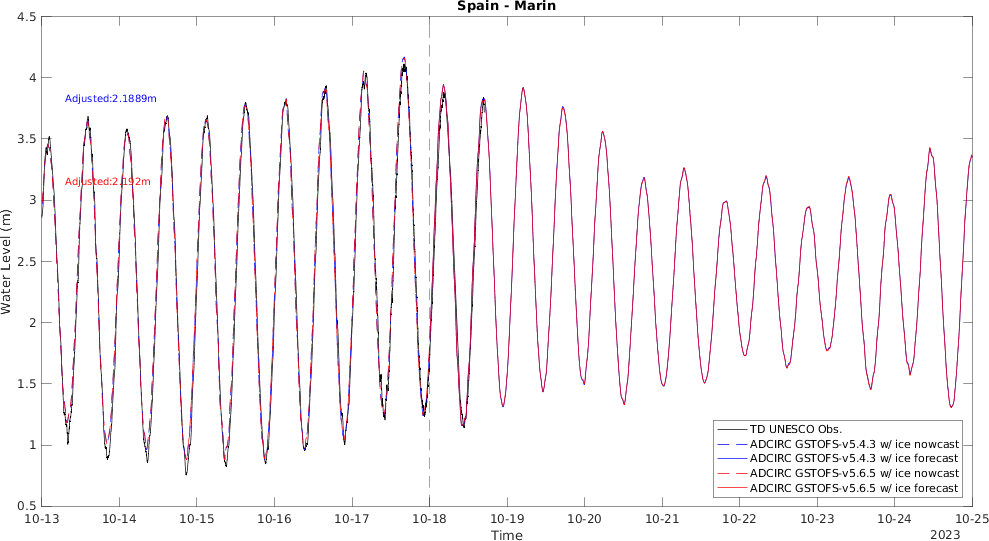 Spain - Marin
4.5
4
3.5
3
2.5
2
1.5
1
0.5
Water Level (m)
Adjusted:2.1889m
Adjusted:2.192m
TD UNESCO Obs.
ADCIRC GSTOFS-v5.4.3 w/ ice nowcast
ADCIRC GSTOFS-v5.4.3 w/ ice forecast
ADCIRC GSTOFS-v5.6.5 w/ ice nowcast
ADCIRC GSTOFS-v5.6.5 w/ ice forecast
10-13 10-14 10-15 10-16 10-17 10-18 10-19 10-20 10-21 10-22 10-23 10-24 10-25
Time
2023